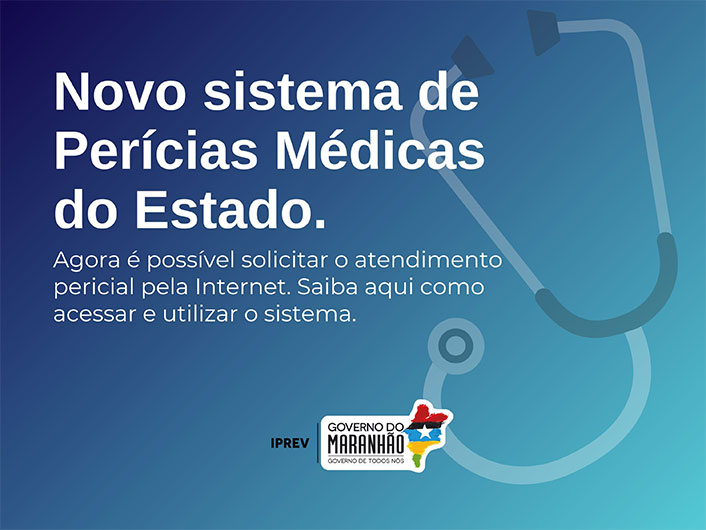 Novo sistema de
Perícias Médicas
do Estado.
Agora é possível solicitar o atendimento
pericial pela Internet. Saiba aqui como
acessar e utilizar o sistema.
IPREV
GOVERNO DO
MARANHÃO
GOVERNO DE TODOS NÓS